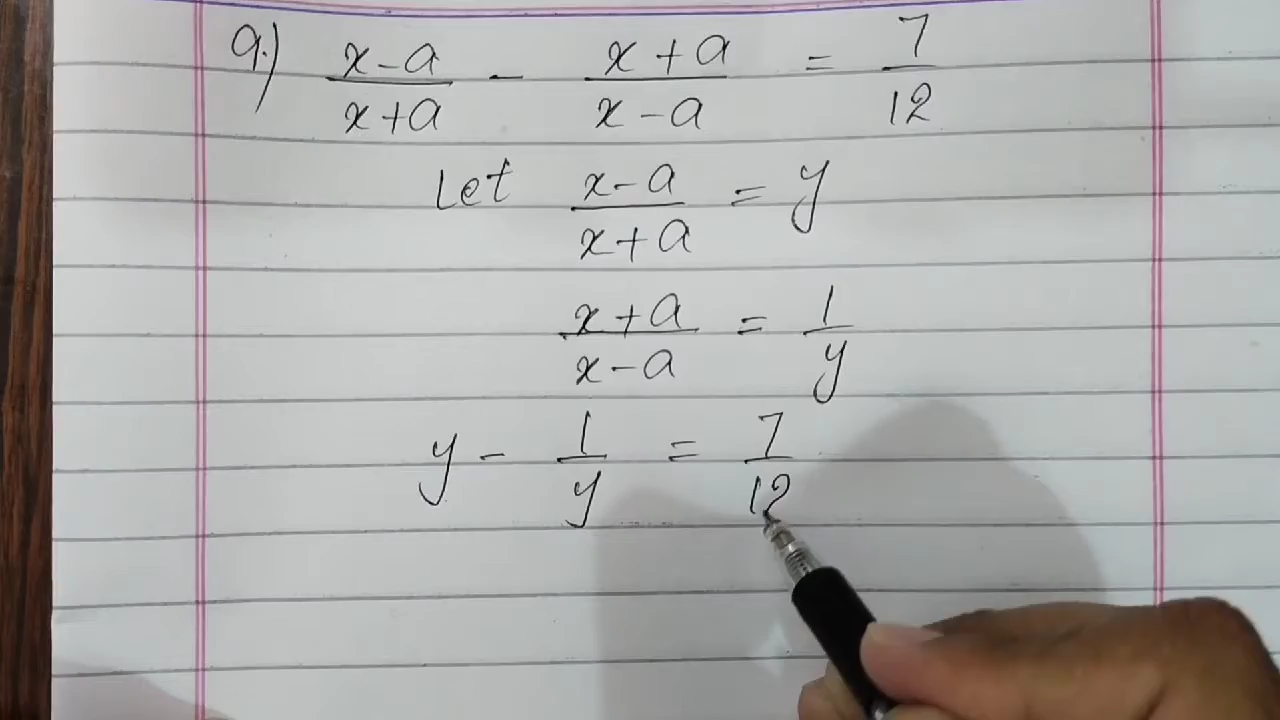 9.) x-a/x+a - x+a/x-a = 7/12
Let x-a/x+a = y
x+a/x-a = 1/y
y - 1/y = 7/12